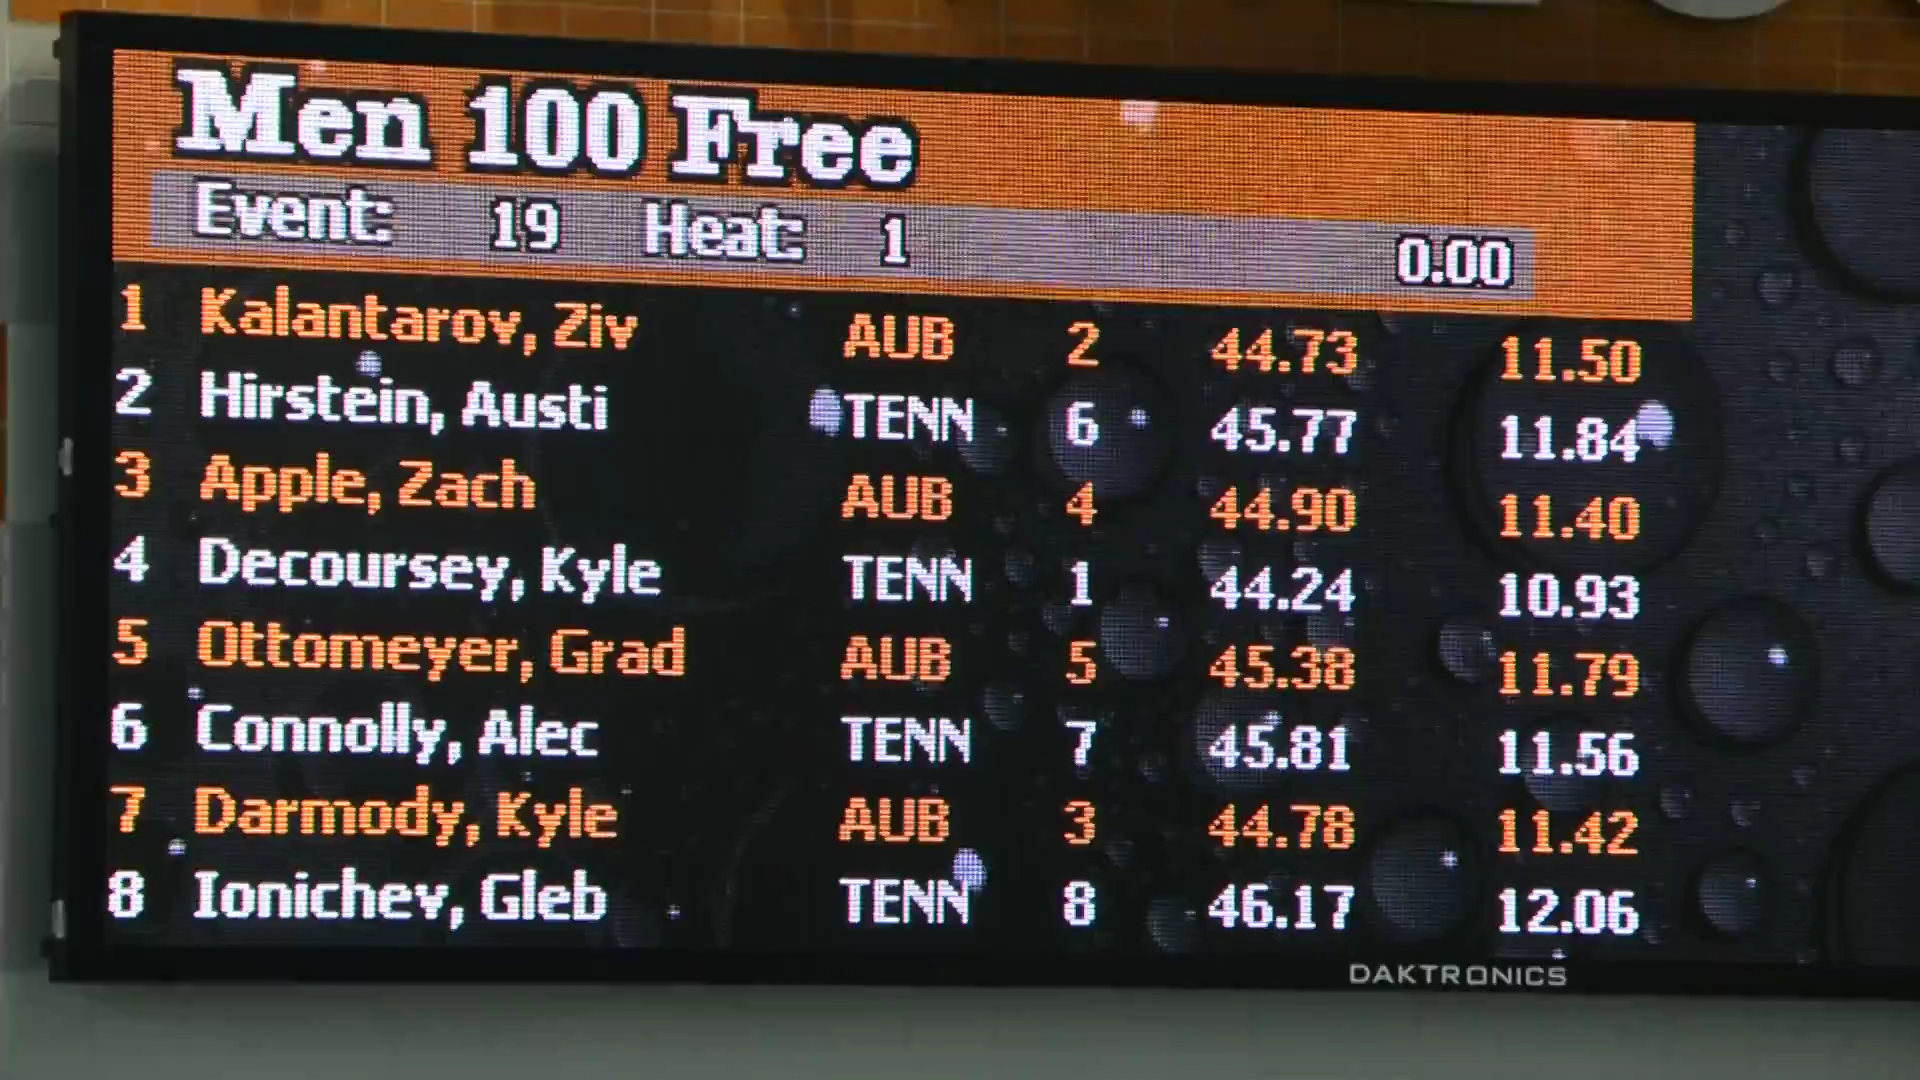 Men 100 Free
Event: 19 Heat: 1 0.00
1 Kalantarov, Ziv AUB 2 44.73 11.50
2 Hirstein, Austi TENN 6 45.77 11.84
3 Apple, Zach AUB 4 44.90 11.40
4 Decoursey, Kyle TENN 1 44.24 10.93
5 Ottomeyer, Grad AUB 5 45.38 11.79
6 Connolly, Alec TENN 7 45.81 11.56
7 Darmody, Kyle AUB 3 44.78 11.42
8 Ionichev, Gleb TENN 8 46.17 12.06
DAKTRONICS